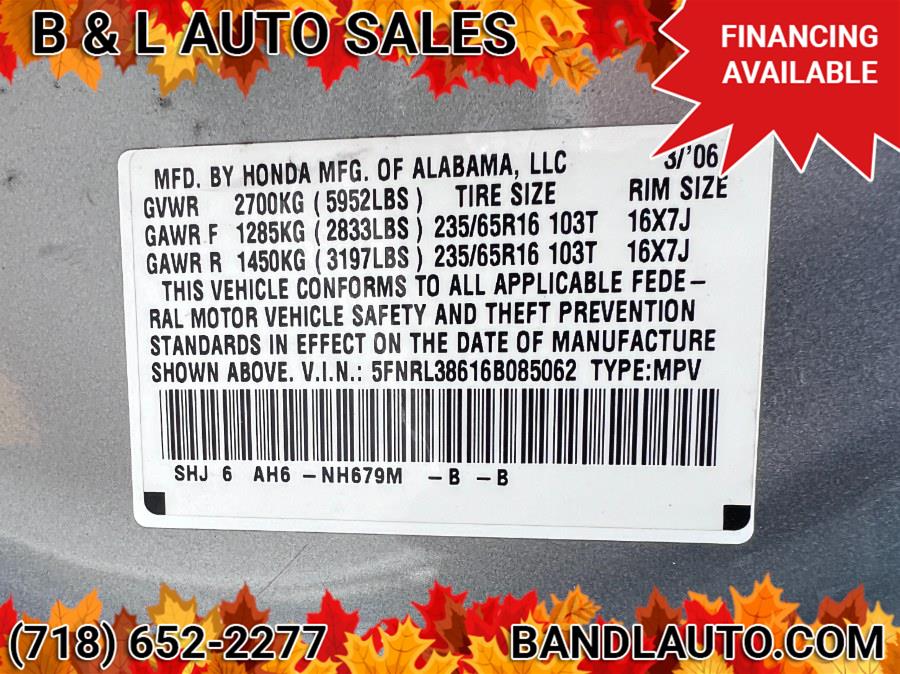 B & L AUTO SALES
FINANCING
AVAILABLE
MFD. BY HONDA MFG. OF ALABAMA, LLC 3/'06
GVWR 2700KG (5952LBS) TIRE SIZE RIM SIZE
GAWR F 1285KG (2833LBS) 235/65R16 103T 16X7J
GAWR R 1450KG (3197LBS) 235/65R16 103T 16X7J
THIS VEHICLE CONFORMS TO ALL APPLICABLE FEDE-
RAL MOTOR VEHICLE SAFETY AND THEFT PREVENTION
STANDARDS IN EFFECT ON THE DATE OF MANUFACTURE
SHOWN ABOVE. V.I.N.: 5FNRL38616B085062 TYPE:MPV
SHJ 6 AH6 -NH679M -B -B
(718) 652-2277 BANDLAUTO.COM